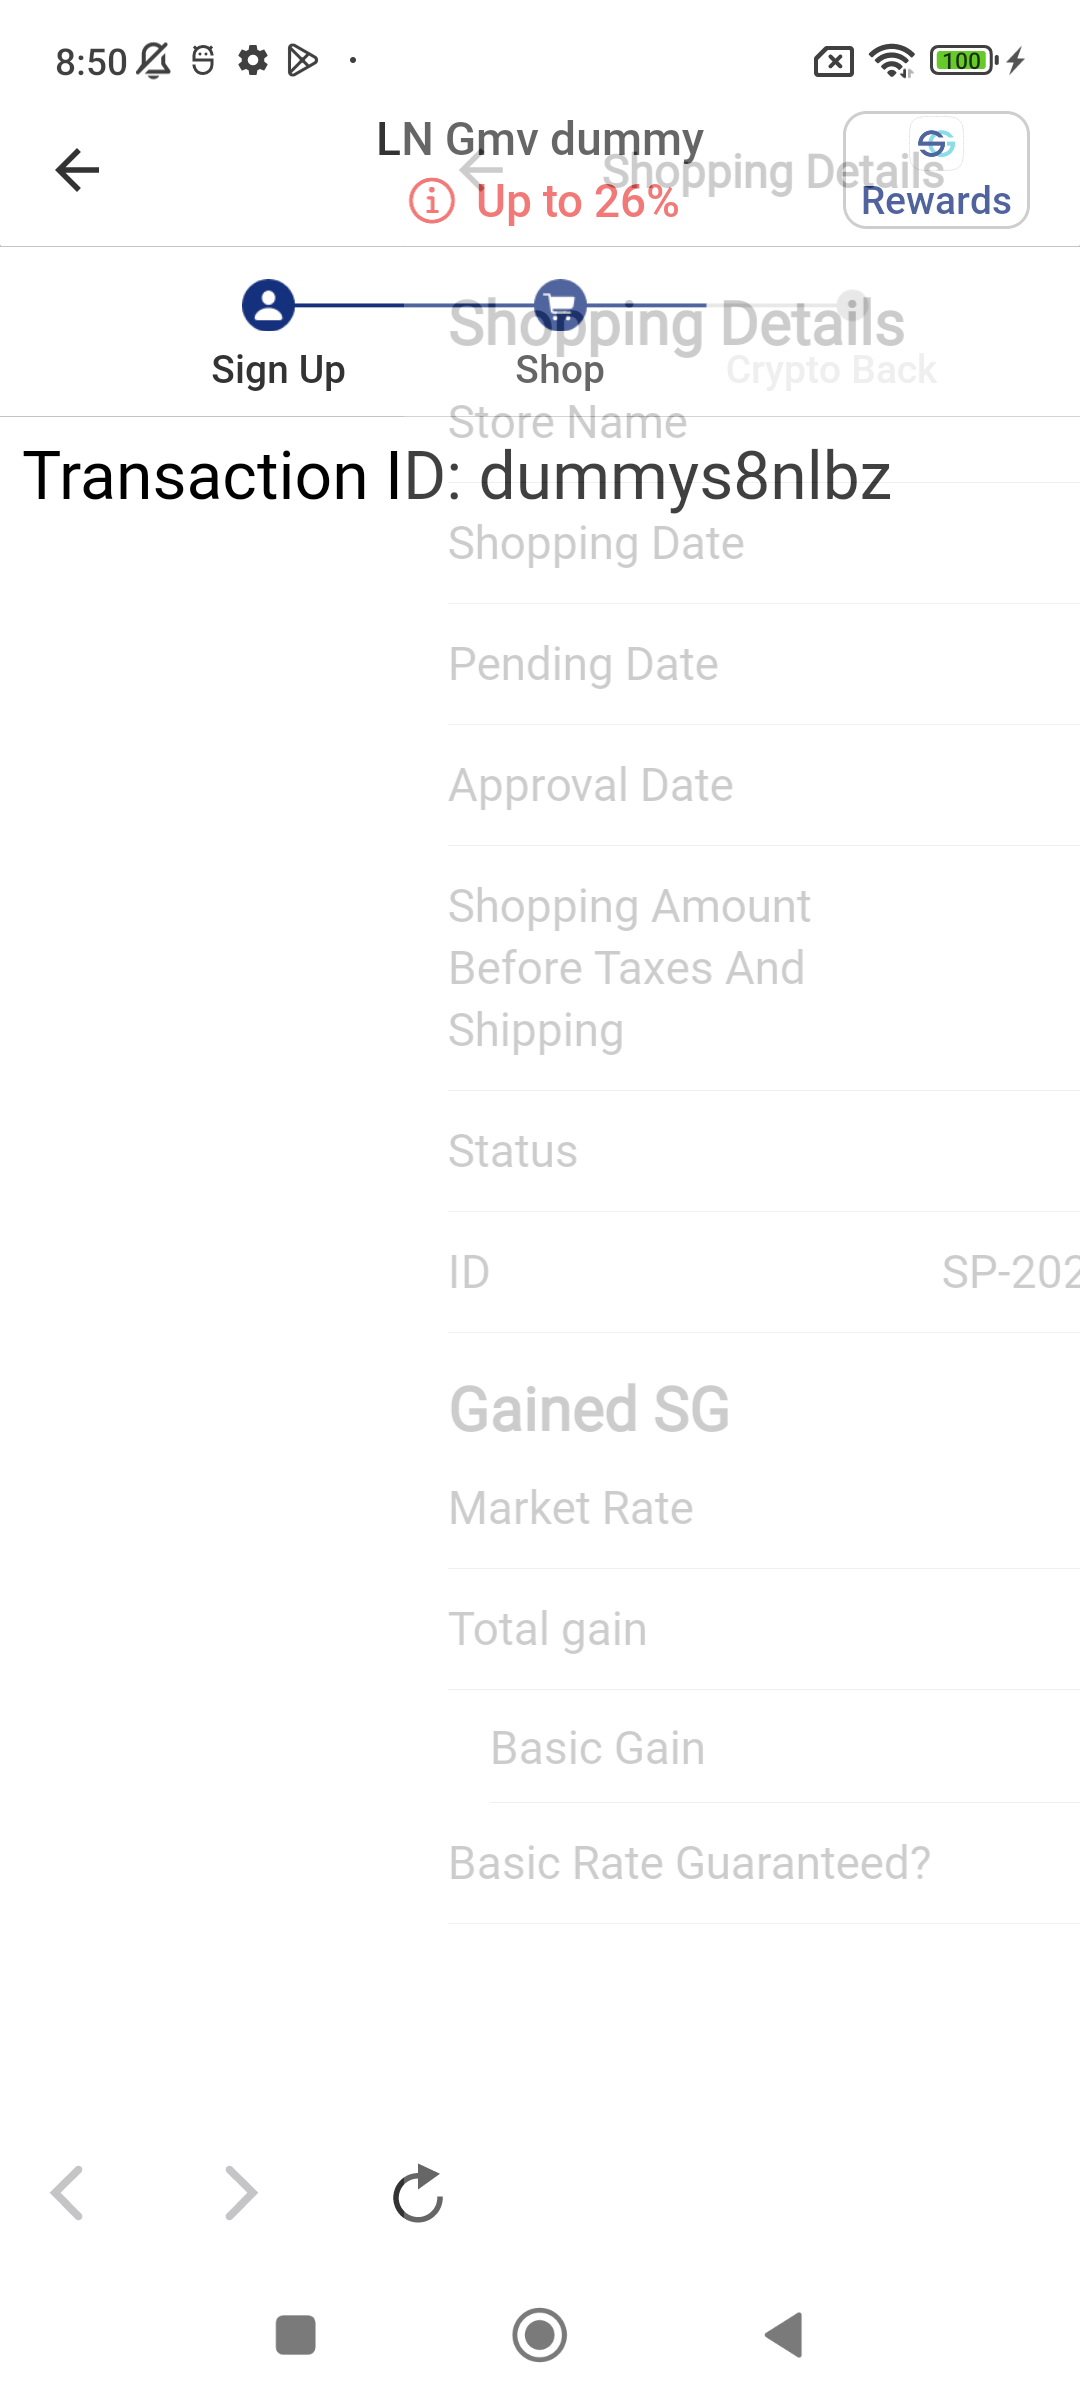 8:50
100
LN Gmv dummy
Shopping Details
Up to 26%
Rewards
Shopping Details
Sign Up
Shop
Crypto Back
Store Name
Transaction ID: dummys8nlbz
Shopping Date
Pending Date
Approval Date
Shopping Amount
Before Taxes And
Shipping
Status
ID
SP-202
Gained SG
Market Rate
Total gain
Basic Gain
Basic Rate Guaranteed?